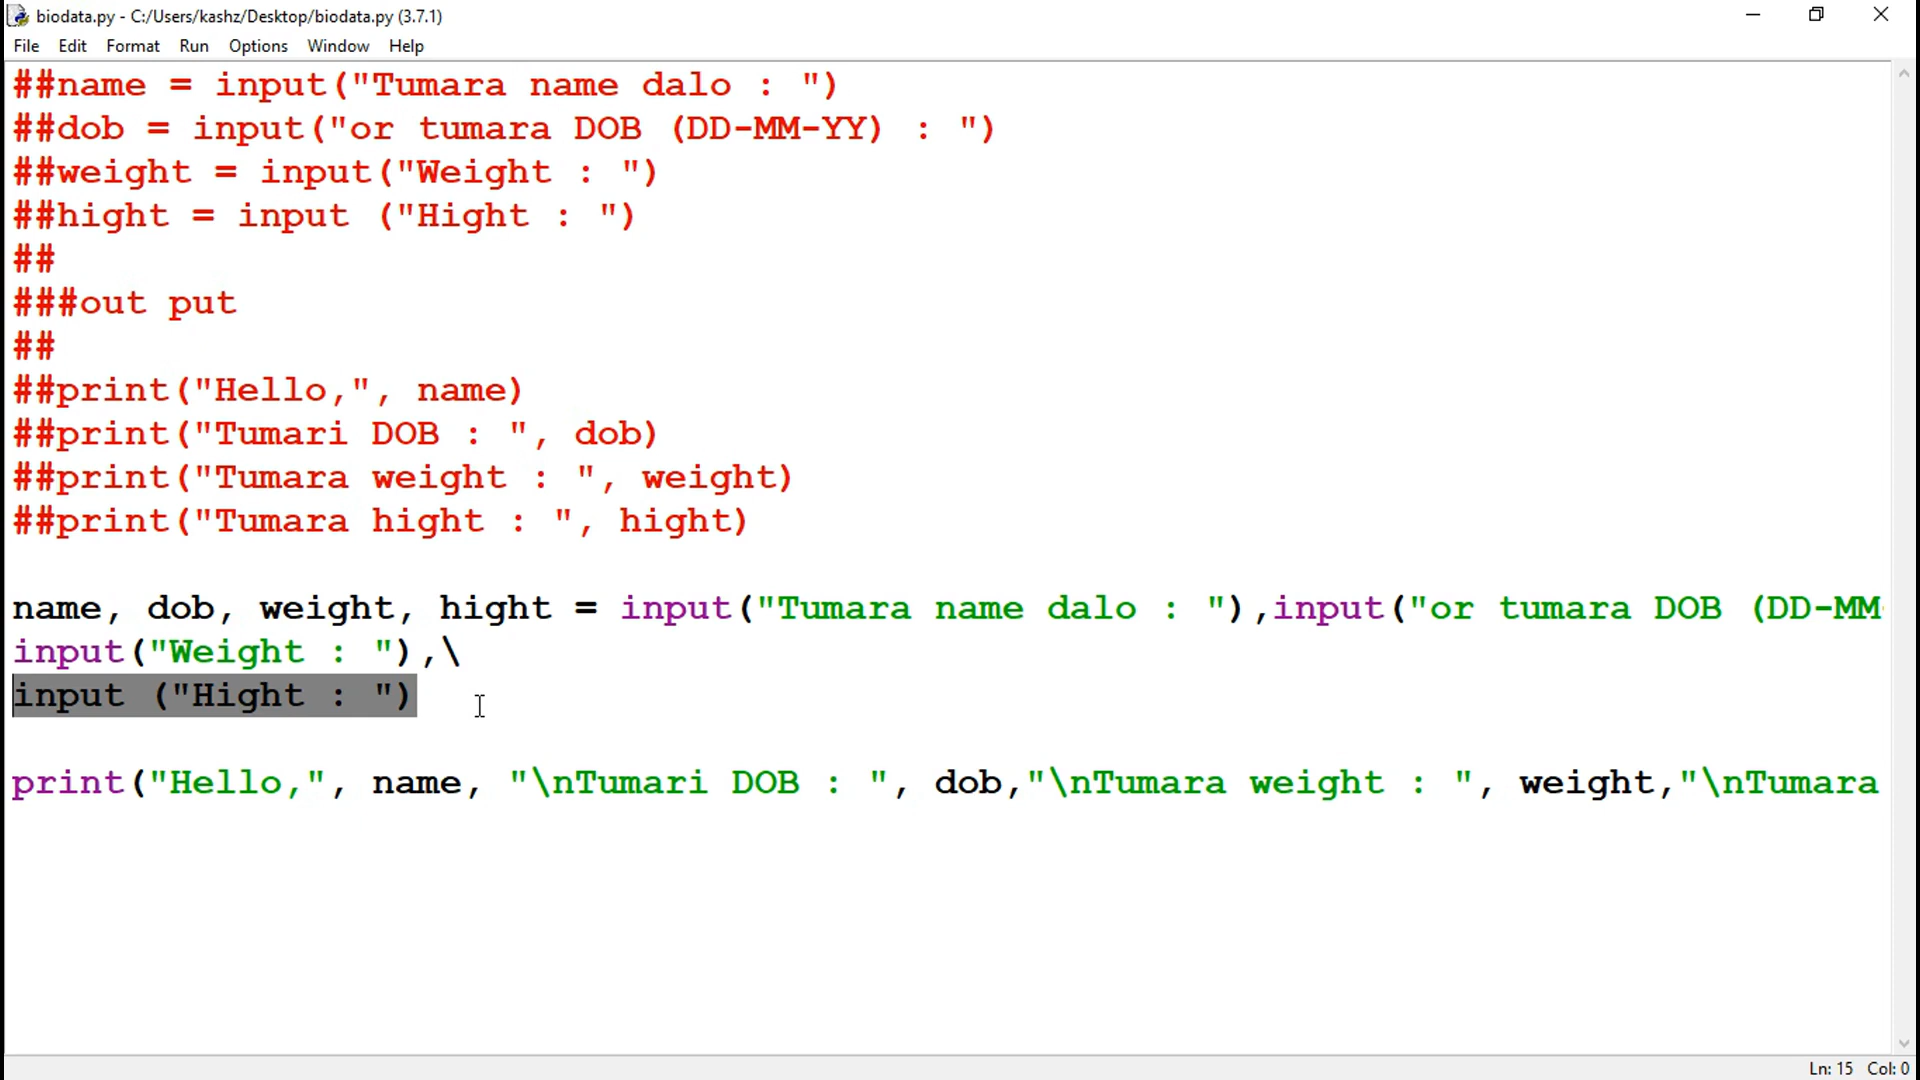 biodata.py - C:/Users/kashz/Desktop/biodata.py (3.7.1)
File Edit Format Run Options Window Help
##name = input("Tumara name dalo : ")
##dob = input("or tumara DOB (DD-MM-YY) : ")
##weight = input("Weight : ")
##hight = input ("Hight : ")
##
###out put
##
##print("Hello,", name)
##print("Tumari DOB : ", dob)
##print("Tumara weight : ", weight)
##print("Tumara hight : ", hight)
name, dob, weight, hight = input("Tumara name dalo : "),input("or tumara DOB (DD-MM
input("Weight : "),\
input ("Hight : ")
print("Hello,", name, "\nTumari DOB : ", dob,"\nTumara weight : ", weight,"\nTumara
Ln: 15 Col: 0